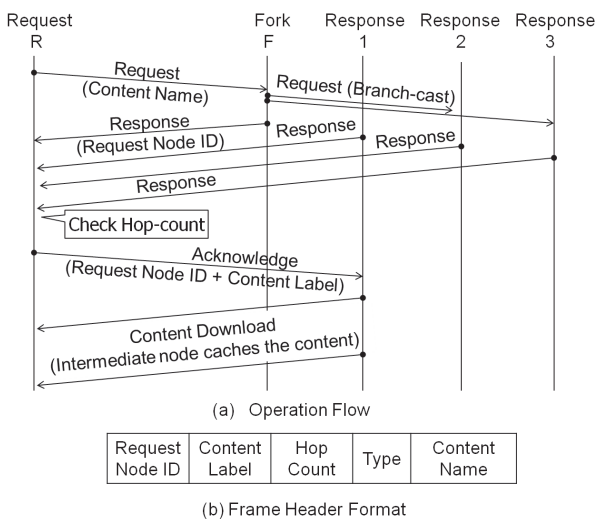 Request Fork Response Response Response
R F 1 2 3
Request
(Content Name)
Request (Branch-cast)
Response
(Request Node ID)
Response
Response
Response
Check Hop-count
Acknowledge
(Request Node ID + Content Label)
Content Download
(Intermediate node caches the content)
(a) Operation Flow
Request Content Hop Type Content
Node ID Label Count Name
(b) Frame Header Format